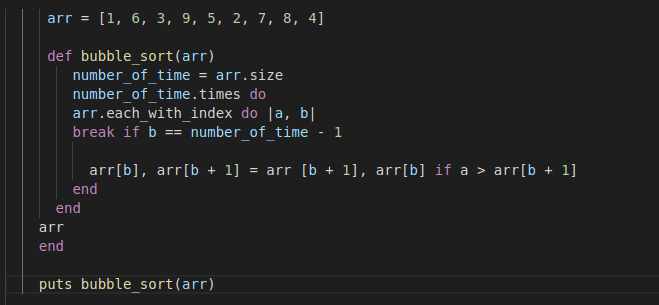 arr = [1, 6, 3, 9, 5, 2, 7, 8, 4]
def bubble_sort(arr)
number_of_time = arr.size
number_of_time.times do
arr.each_with_index do |a, b|
break if b == number_of_time - 1
arr[b], arr[b + 1] = arr [b + 1], arr[b] if a > arr[b + 1]
end
end
arr
end
puts bubble_sort(arr)